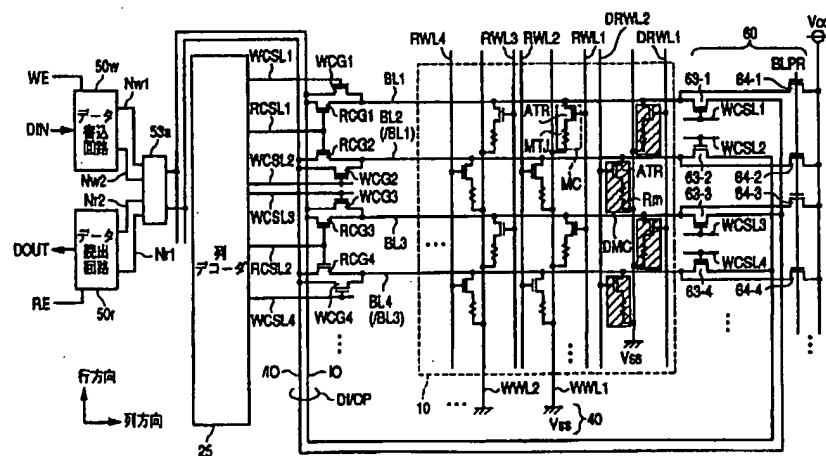 RWL4
RWL3
RWL2
RWL1
DRWL2
DRWL1
60
Vcc
WE
50w
Nw1
WCSL1
WCG1
BL1
BLPR
63-1
64-1
WCSL1
データ
書込
回路
DIN
53a
RCSL1
RCG1
BL2
(/BL1)
ATR
RCG2
MTJ
MC
WCSL2
Nw2
WCSL2
WCG2
ATR
63-2
64-2
Nr2
WCSL3
WCG3
Rm
63-3
64-3
データ
読出
回路
DOUT
Nr1
RCG3
BL3
DMC
WCSL3
列
デコーダ
RCSL2
RCG4
WCSL4
RE
50r
WCSL4
WCG4
BL4
(/BL3)
63-4
64-4
Vss
行方向
列方向
/IO
IO
DI/OP
10
WWL2
WWL1
Vss
40
25